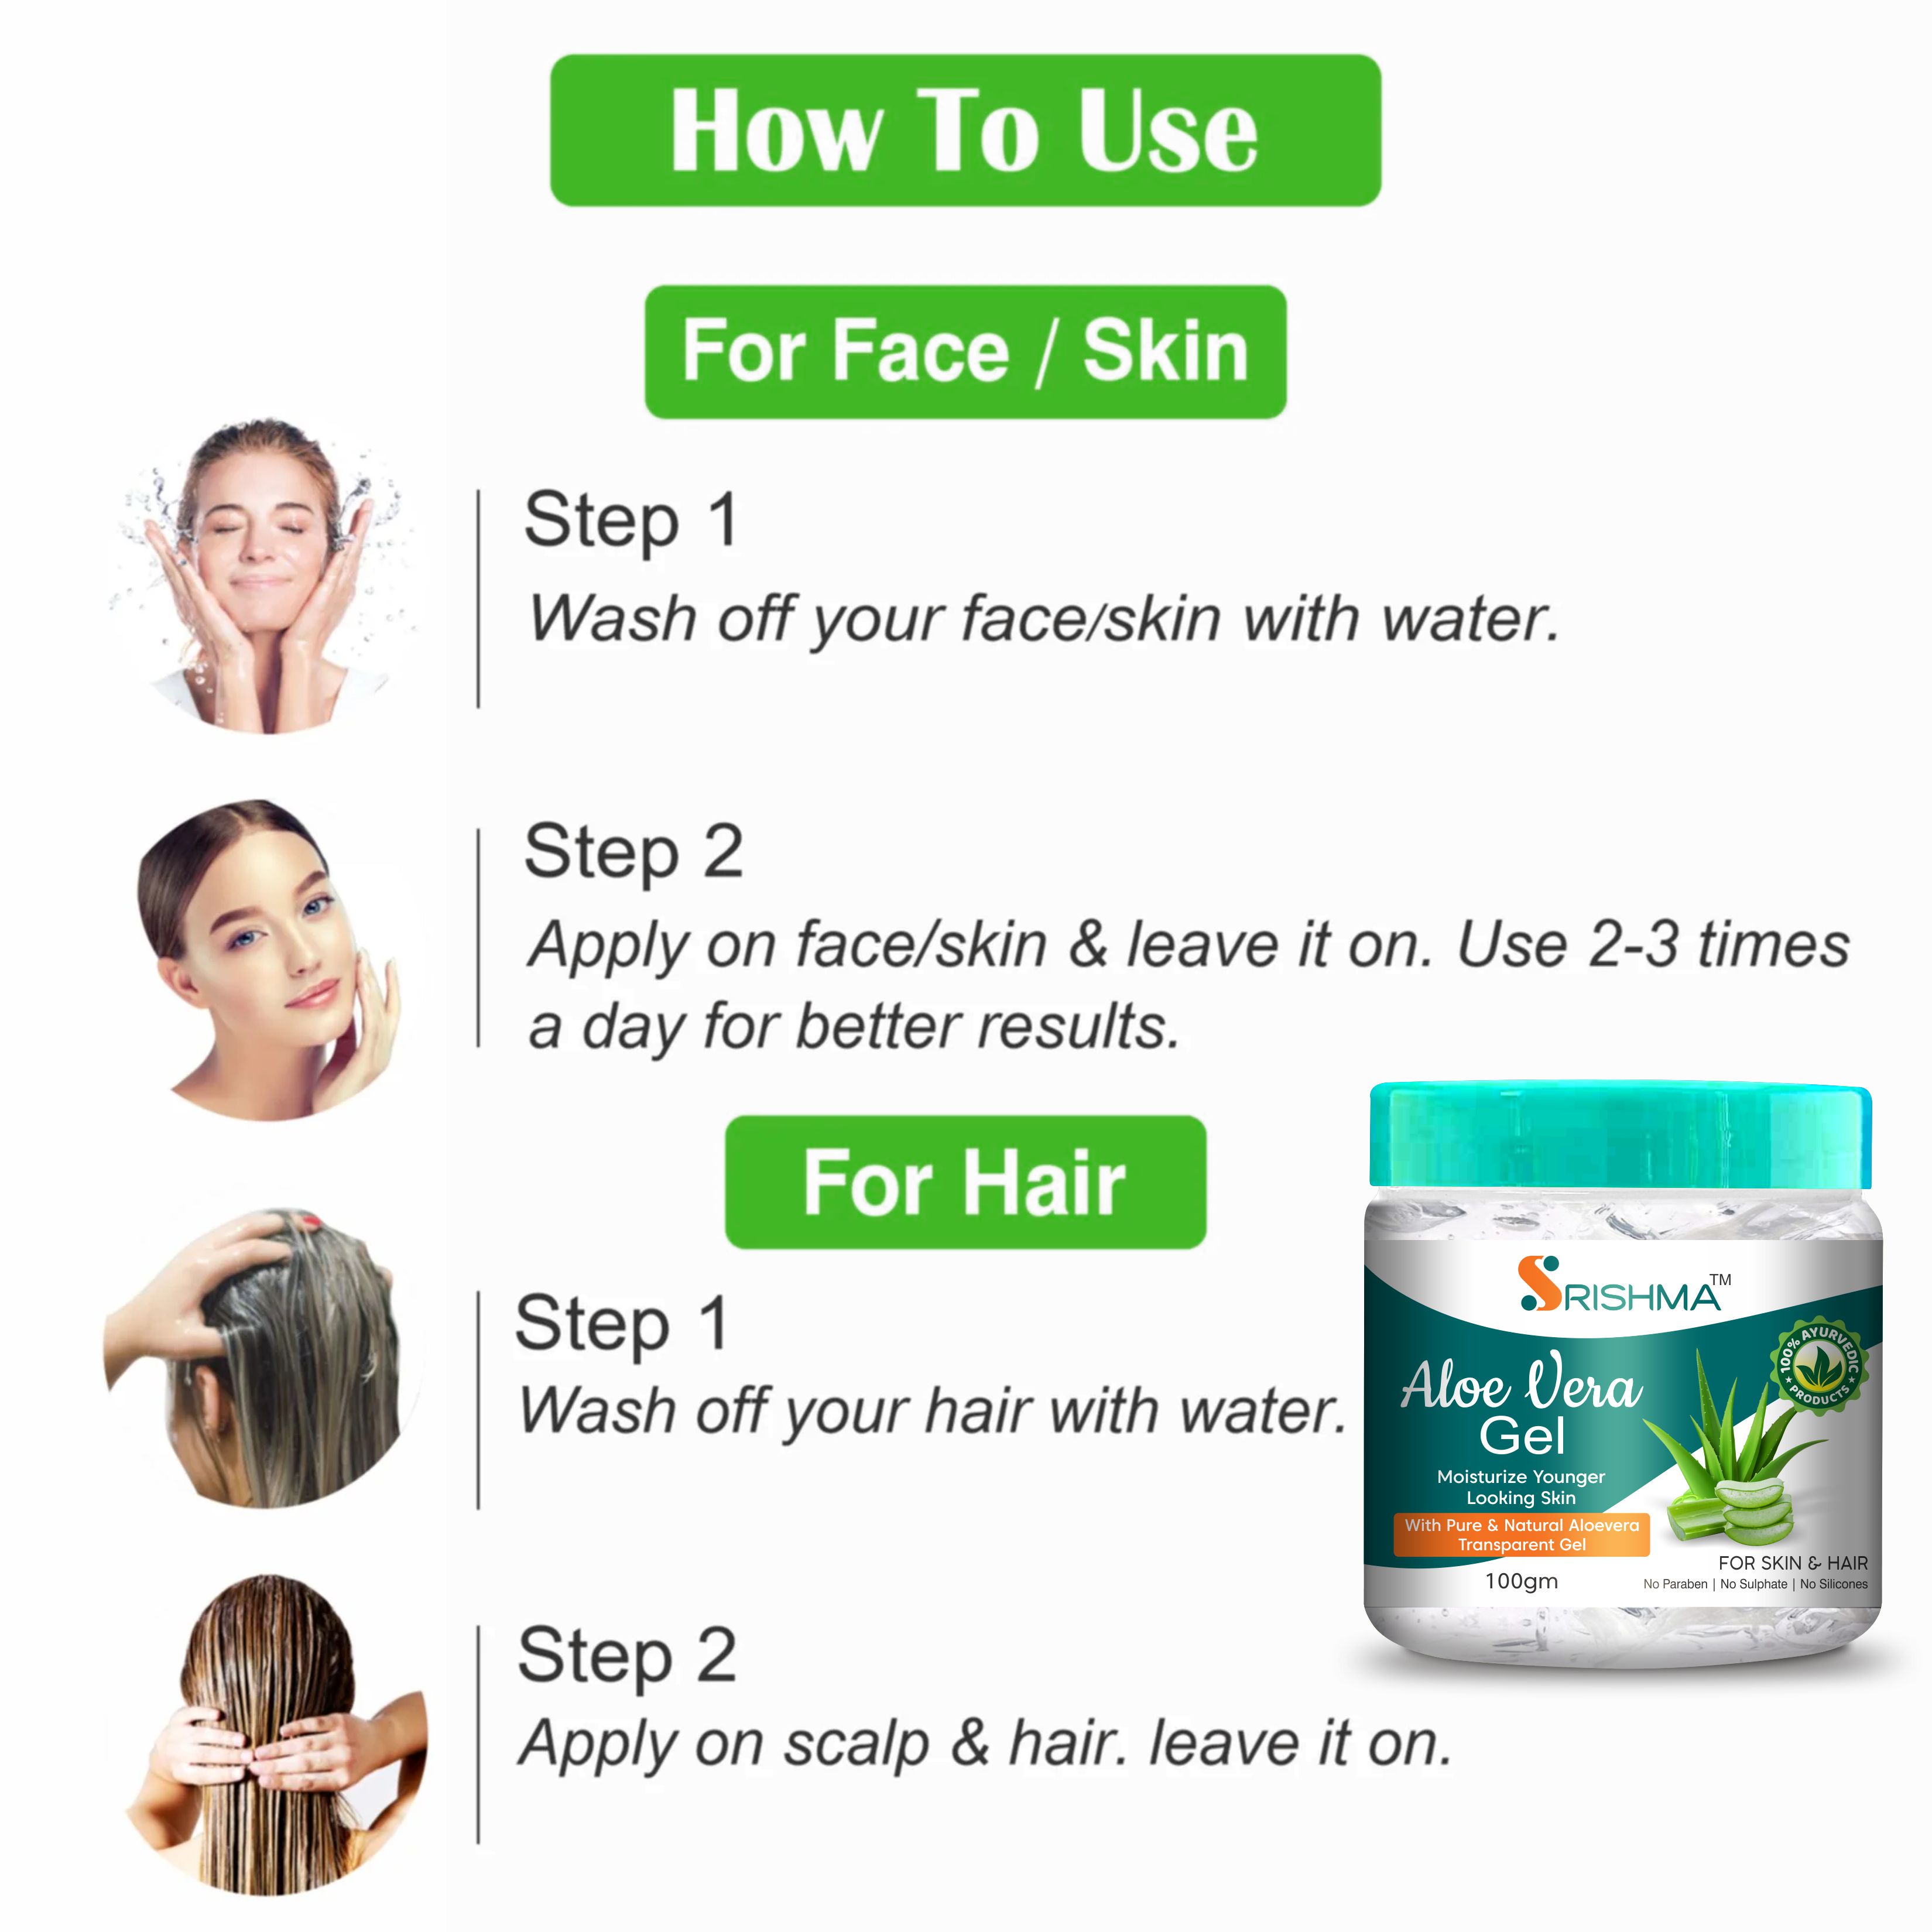 How To Use
For Face / Skin
Step 1
Wash off your face/skin with water.
Step 2
Apply on face/skin & leave it on. Use 2-3 times
a day for better results.
For Hair
Step 1
Wash off your hair with water.
Step 2
Apply on scalp & hair. leave it on.
SRISHMA™
100% AYURVEDIC
PRODUCTS
Aloe Vera
Gel
Moisturize Younger
Looking Skin
With Pure & Natural Aloevera
Transparent Gel
100gm
FOR SKIN & HAIR
No Paraben | No Sulphate | No Silicones